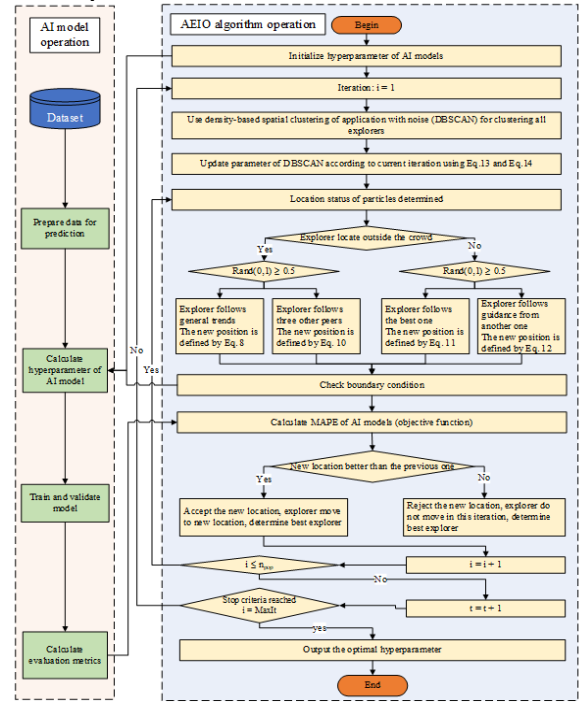 AI model
operation
Dataset
Prepare data for
prediction
Calculate
hyperparameter of
AI model
Train and validate
model
Calculate
evaluation metrics
AEIO algorithm operation
Begin
Initialize hyperparameter of AI models
Iteration: i = 1
Use density-based spatial clustering of application with noise (DBSCAN) for clustering all
explorers
Update parameter of DBSCAN according to current iteration using Eq.13 and Eq.14
Location status of particles determined
Explorer locate outside the crowd
Yes
No
Rand(0,1) ≥ 0.5
Rand(0,1) ≥ 0.5
Explorer follows
general trends
The new position is
defined by Eq. 8
Explorer follows
three other peers
The new position is
defined by Eq. 10
Explorer follows
the best one
The new position is
defined by Eq. 11
Explorer follows
guidance from
another one
The new position is
defined by Eq. 12
No
Yes
Check boundary condition
Calculate MAPE of AI models (objective function)
New location better than the previous one
Yes
No
Accept the new location, explorer move
to new location, determine best explorer
Reject the new location, explorer do
not move in this iteration, determine
best explorer
i ≤ npop
i = i + 1
No
Stop criteria reached
i = MaxIt
t = t + 1
yes
Output the optimal hyperparameter
End